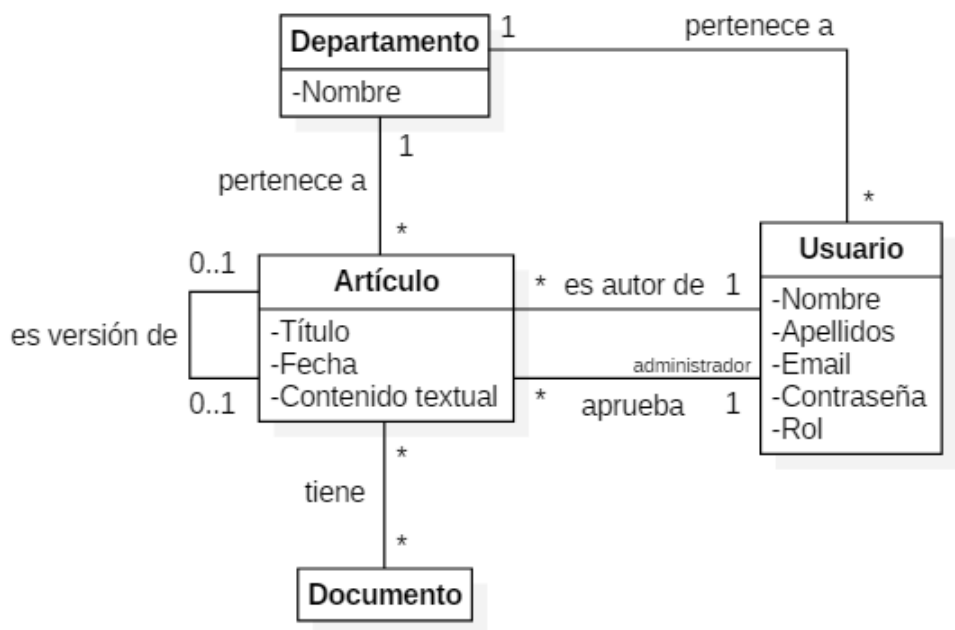 Departamento
-Nombre
1
pertenece a
1
pertenece a
*
*
Usuario
-Nombre
-Apellidos
-Email
-Contraseña
-Rol
0..1
es versión de
0..1
Artículo
-Título
-Fecha
-Contenido textual
* es autor de 1
administrador
* aprueba 1
*
tiene
*
Documento